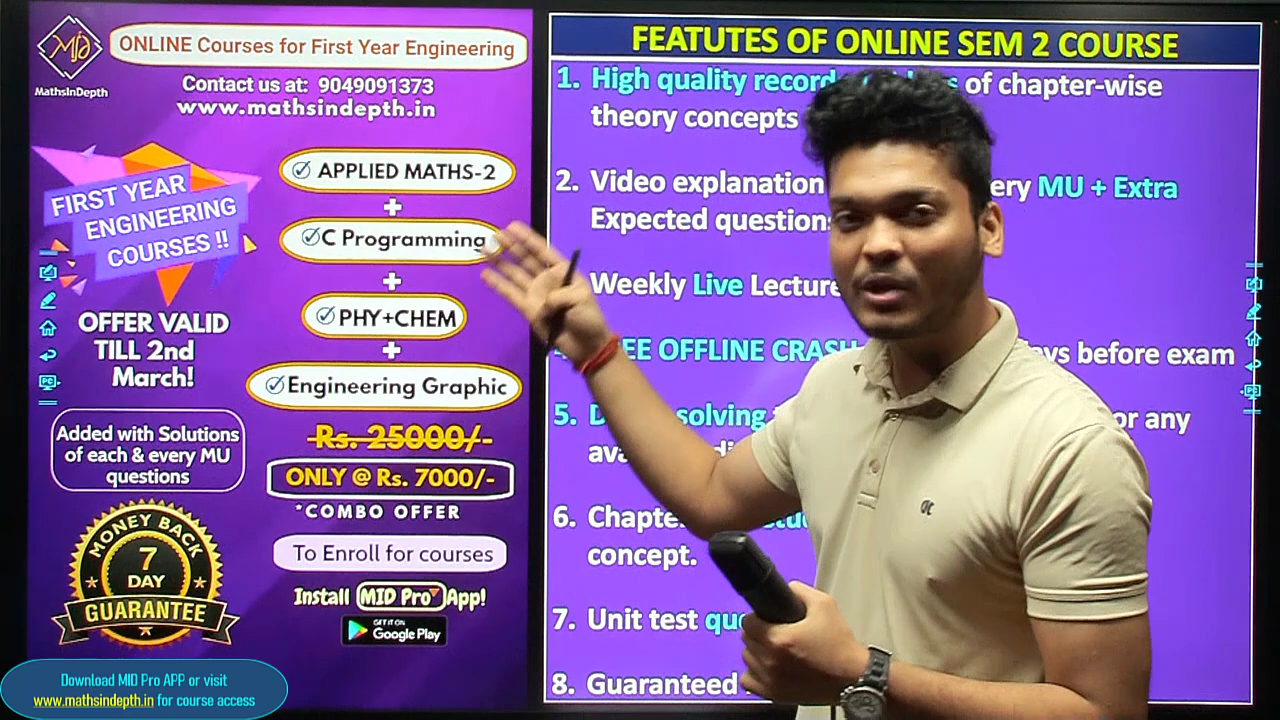 MathsInDepth
ONLINE Courses for First Year Engineering
Contact us at: 9049091373
www.mathsindepth.in
FIRST YEAR
ENGINEERING
COURSES !!
APPLIED MATHS-2
+
C Programming
+
PHY+CHEM
+
Engineering Graphic
OFFER VALID
TILL 2nd
March!
Added with Solutions
of each & every MU
questions
Rs. 25000/-
ONLY @ Rs. 7000/-
*COMBO OFFER
To Enroll for courses
Install MID Pro App!
GET IT ON
Google Play
MONEY BACK
7
DAY
GUARANTEE
Download MID Pro APP or visit
www.mathsindepth.in for course access
FEATUTES OF ONLINE SEM 2 COURSE
1. High quality of chapter-wise
theory concepts
2. Video explanation MU + Extra
Expected questions
Weekly Live Lecture
OFFLINE CRASH before exam
5. solving or any
6.
concept.
7. Unit test
8. Guaranteed